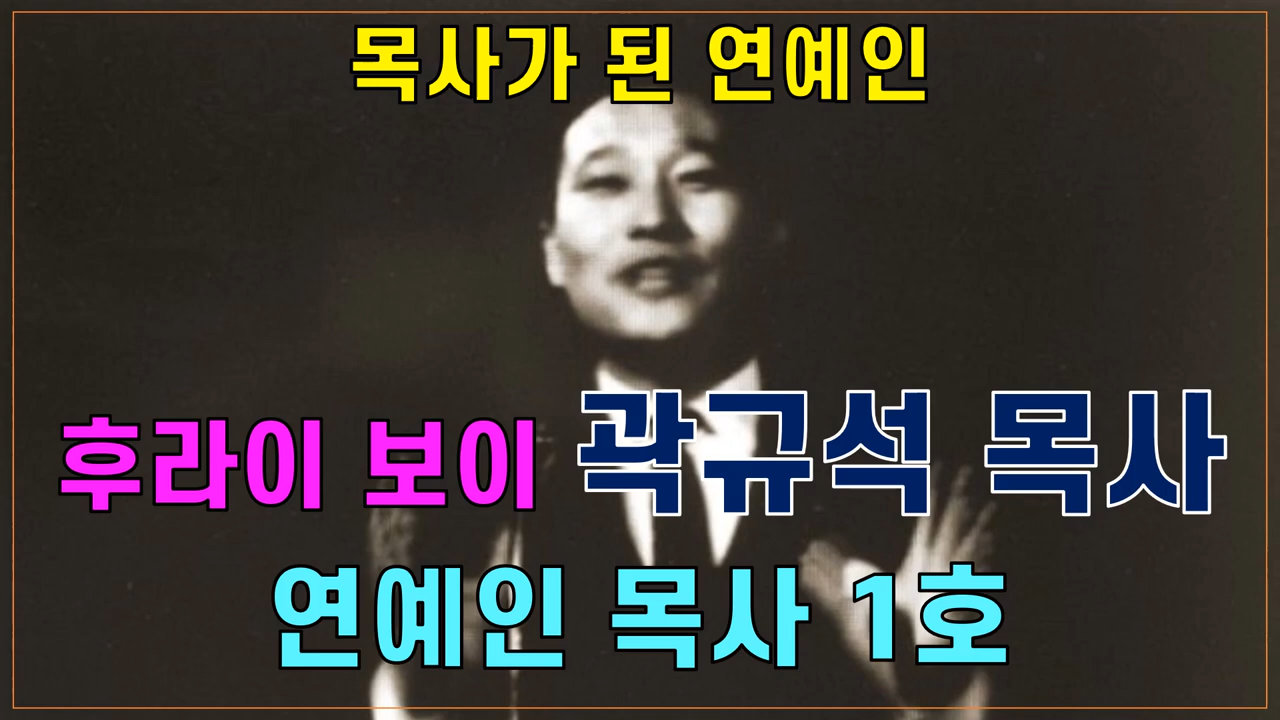 목사가 된 연예인
후라이 보이 곽규석 목사
연예인 목사 1호